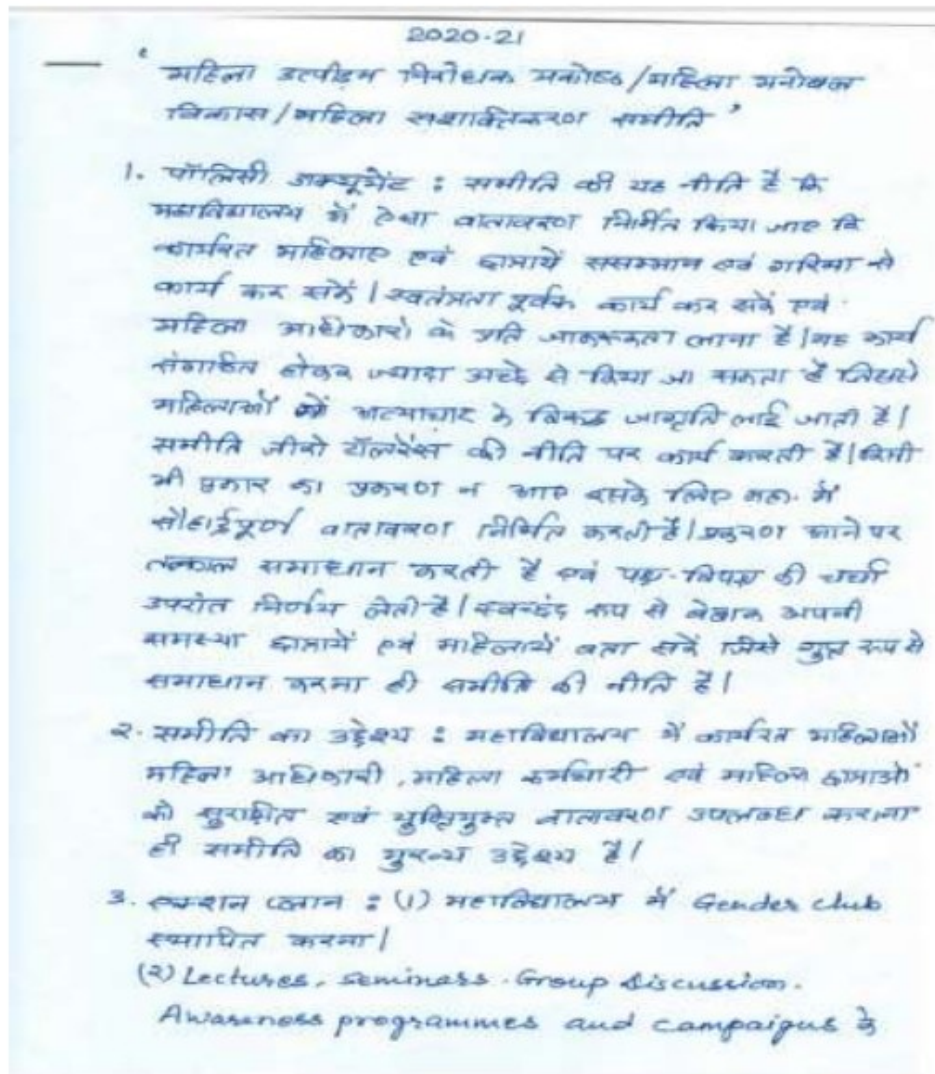 2020-21
' महिला उत्पीड़न निरोधक प्रकोष्ठ/महिला मनोबल
विकास/महिला सशाक्तिकरण समीति '
1. पॉलिसी डाक्यूमेंट : समीति की यह नीति है कि
महाविद्यालय में ऐसा वातावरण निर्मित किया जाए कि
कार्यरत महिलाए एवं छात्रायें ससम्मान एवं गरिमा से
कार्य कर सकें | स्वतंत्रता पूर्वक कार्य कर सकें एवं
महिला अधिकारो के प्रति जागरूकता लाना है | यह कार्य
संगाठित होकर ज्यादा अच्छे से किया जा सकता है जिससे
महिलाओं में अत्याचार के विरूद्ध जागृति लाई जाती है |
समीति जीरो टॉलरेंस की नीति पर कार्य करती है | किसी
भी प्रकार का प्रकरण न आए इसके लिए महा. में
सौहार्द्रपूर्ण वातावरण निर्मित करती है | प्रकरण आने पर
तत्काल समाधान करती है एवं पक्ष-विपक्ष की चर्चा
उपरांत निर्णय लेती है | स्वच्छंद रूप से बेझिझक अपनी
समस्या छात्रायें एवं माहिलायें बता सकें जिसे गुप्त रूप से
समाधान करना ही समीति की नीति है |
2. समीति का उद्देश्य : महाविद्यालय में कार्यरत महिलाओं
महिला अधिकारी, महिला कर्मचारी एवं महिला छात्राओं
को सुराक्षित एवं युक्तियुक्त वातावरण उपलब्ध कराना
ही समीति का मुख्य उद्देश्य है |
3. एक्शन प्लान : (1) महाविद्यालय में Gender club
स्थापित करना |
(2) Lectures, seminars. Group discussion.
Awareness programmes and campaigns के